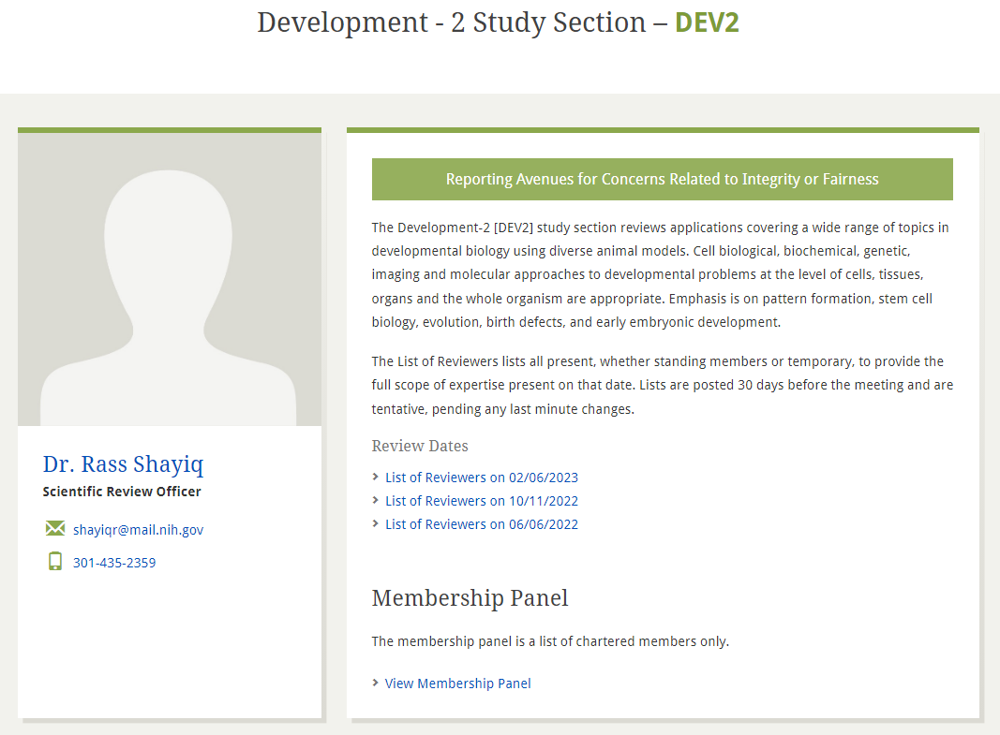 Development - 2 Study Section – DEV2
Dr. Rass Shayiq
Scientific Review Officer
shayiqr@mail.nih.gov
301-435-2359
Reporting Avenues for Concerns Related to Integrity or Fairness
The Development-2 [DEV2] study section reviews applications covering a wide range of topics in
developmental biology using diverse animal models. Cell biological, biochemical, genetic,
imaging and molecular approaches to developmental problems at the level of cells, tissues,
organs and the whole organism are appropriate. Emphasis is on pattern formation, stem cell
biology, evolution, birth defects, and early embryonic development.
The List of Reviewers lists all present, whether standing members or temporary, to provide the
full scope of expertise present on that date. Lists are posted 30 days before the meeting and are
tentative, pending any last minute changes.
Review Dates
List of Reviewers on 02/06/2023
List of Reviewers on 10/11/2022
List of Reviewers on 06/06/2022
Membership Panel
The membership panel is a list of chartered members only.
View Membership Panel